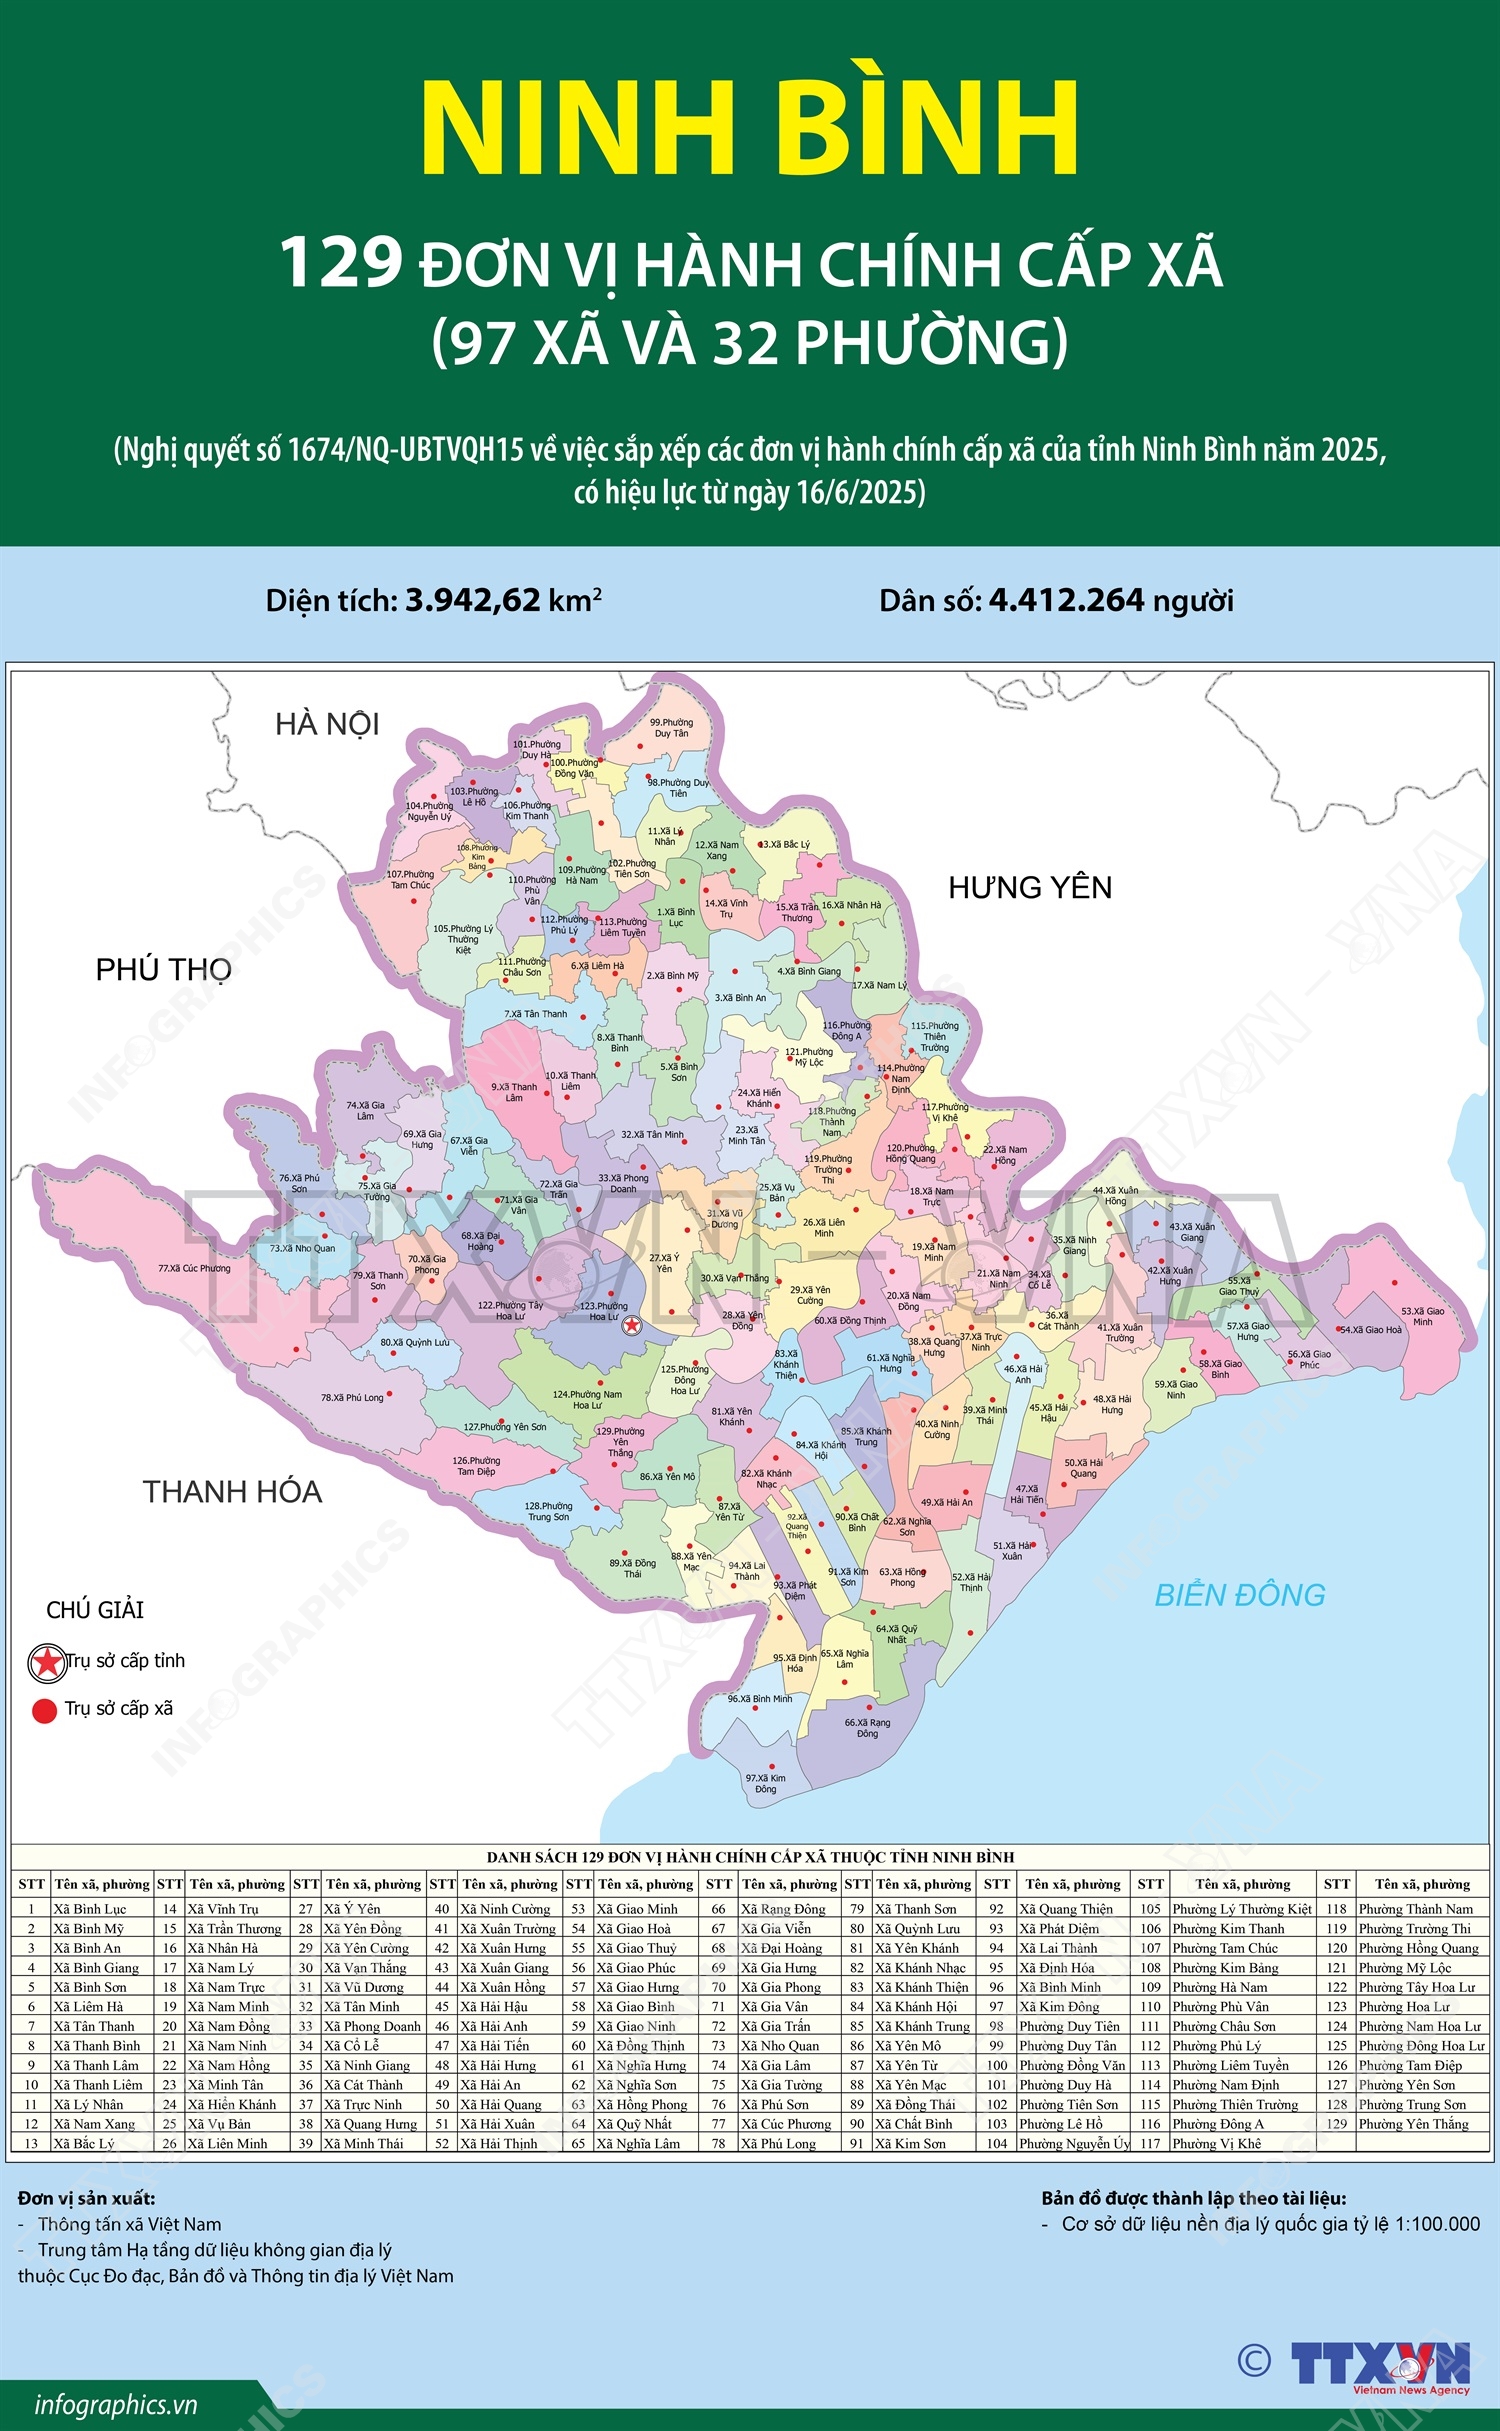 NINH BÌNH
129 ĐƠN VỊ HÀNH CHÍNH CẤP XÃ
(97 XÃ VÀ 32 PHƯỜNG)
(Nghị quyết số 1674/NQ-UBTVQH15 về việc sắp xếp các đơn vị hành chính cấp xã của tỉnh Ninh Bình năm 2025,
có hiệu lực từ ngày 16/6/2025)
Diện tích: 3.942,62 km²
Dân số: 4.412.264 người
HÀ NỘI
HƯNG YÊN
PHÚ THỌ
THANH HÓA
BIỂN ĐÔNG
99.Phường Duy Tân
101.Phường Duy Hà
100.Phường Đồng Văn
98.Phường Duy Tiên
103.Phường Lê Hồ
104.Phường Nguyễn Uý
106.Phường Kim Thanh
11.Xã Lý Nhân
12.Xã Nam Xang
13.Xã Bắc Lý
108.Phường Kim Bảng
107.Phường Tam Chúc
109.Phường Hà Nam
102.Phường Tiên Sơn
110.Phường Phù Vân
14.Xã Vĩnh Trụ
15.Xã Trần Thương
16.Xã Nhân Hà
1.Xã Bình Lục
105.Phường Lý Thường Kiệt
112.Phường Phủ Lý
113.Phường Liêm Tuyền
111.Phường Châu Sơn
6.Xã Liêm Hà
2.Xã Bình Mỹ
4.Xã Bình Giang
3.Xã Bình An
17.Xã Nam Lý
7.Xã Tân Thanh
8.Xã Thanh Bình
116.Phường Đông A
115.Phường Thiên Trường
121.Phường Mỹ Lộc
5.Xã Bình Sơn
114.Phường Nam Định
9.Xã Thanh Lâm
10.Xã Thanh Liêm
24.Xã Hiển Khánh
118.Phường Thành Nam
117.Phường Vị Khê
74.Xã Gia Lâm
69.Xã Gia Hưng
67.Xã Gia Viễn
32.Xã Tân Minh
23.Xã Minh Tân
120.Phường Hồng Quang
22.Xã Nam Hồng
119.Phường Trường Thi
76.Xã Phú Sơn
75.Xã Gia Tường
71.Xã Gia Vân
72.Xã Gia Trấn
33.Xã Phong Doanh
25.Xã Vụ Bản
18.Xã Nam Trực
44.Xã Xuân Hồng
31.Xã Vũ Dương
26.Xã Liên Minh
43.Xã Xuân Giang
73.Xã Nho Quan
68.Xã Đại Hoàng
77.Xã Cúc Phương
70.Xã Gia Phong
79.Xã Thanh Sơn
27.Xã Ý Yên
30.Xã Vạn Thắng
19.Xã Nam Minh
35.Xã Ninh Giang
21.Xã Nam Ninh
34.Xã Cổ Lễ
42.Xã Xuân Hưng
55.Xã Giao Thuỷ
29.Xã Yên Cường
20.Xã Nam Đồng
122.Phường Tây Hoa Lư
123.Phường Hoa Lư
28.Xã Yên Đồng
60.Xã Đồng Thịnh
36.Xã Cát Thành
41.Xã Xuân Trường
57.Xã Giao Hưng
54.Xã Giao Hoà
53.Xã Giao Minh
80.Xã Quỳnh Lưu
38.Xã Quang Hưng
37.Xã Trực Ninh
83.Xã Khánh Thiện
61.Xã Nghĩa Hưng
56.Xã Giao Phúc
58.Xã Giao Bình
46.Xã Hải Anh
59.Xã Giao Ninh
125.Phường Đông Hoa Lư
124.Phường Nam Hoa Lư
78.Xã Phú Long
48.Xã Hải Hưng
45.Xã Hải Hậu
39.Xã Minh Thái
40.Xã Ninh Cường
81.Xã Yên Khánh
127.Phường Yên Sơn
129.Phường Yên Thắng
85.Xã Khánh Trung
84.Xã Khánh Hội
126.Phường Tam Điệp
86.Xã Yên Mô
82.Xã Khánh Nhạc
50.Xã Hải Quang
47.Xã Hải Tiến
49.Xã Hải An
128.Phường Trung Sơn
87.Xã Yên Từ
92.Xã Quang Thiện
90.Xã Chất Bình
62.Xã Nghĩa Sơn
51.Xã Hải Xuân
89.Xã Đồng Thái
88.Xã Yên Mạc
94.Xã Lai Thành
93.Xã Phát Diệm
91.Xã Kim Sơn
63.Xã Hồng Phong
52.Xã Hải Thịnh
64.Xã Quỹ Nhất
95.Xã Định Hóa
65.Xã Nghĩa Lâm
96.Xã Bình Minh
66.Xã Rạng Đông
97.Xã Kim Đông
CHÚ GIẢI
Trụ sở cấp tỉnh
Trụ sở cấp xã
DANH SÁCH 129 ĐƠN VỊ HÀNH CHÍNH CẤP XÃ THUỘC TỈNH NINH BÌNH
STT Tên xã, phường STT Tên xã, phường STT Tên xã, phường STT Tên xã, phường STT Tên xã, phường STT Tên xã, phường STT Tên xã, phường STT Tên xã, phường STT Tên xã, phường STT Tên xã, phường
1 Xã Bình Lục 14 Xã Vĩnh Trụ 27 Xã Ý Yên 40 Xã Ninh Cường 53 Xã Giao Minh 66 Xã Rạng Đông 79 Xã Thanh Sơn 92 Xã Quang Thiện 105 Phường Lý Thường Kiệt 118 Phường Thành Nam
2 Xã Bình Mỹ 15 Xã Trần Thương 28 Xã Yên Đồng 41 Xã Xuân Trường 54 Xã Giao Hoà 67 Xã Gia Viễn 80 Xã Quỳnh Lưu 93 Xã Phát Diệm 106 Phường Kim Thanh 119 Phường Trường Thi
3 Xã Bình An 16 Xã Nhân Hà 29 Xã Yên Cường 42 Xã Xuân Hưng 55 Xã Giao Thuỷ 68 Xã Đại Hoàng 81 Xã Yên Khánh 94 Xã Lai Thành 107 Phường Tam Chúc 120 Phường Hồng Quang
4 Xã Bình Giang 17 Xã Nam Lý 30 Xã Vạn Thắng 43 Xã Xuân Giang 56 Xã Giao Phúc 69 Xã Gia Hưng 82 Xã Khánh Nhạc 95 Xã Định Hóa 108 Phường Kim Bảng 121 Phường Mỹ Lộc
5 Xã Bình Sơn 18 Xã Nam Trực 31 Xã Vũ Dương 44 Xã Xuân Hồng 57 Xã Giao Hưng 70 Xã Gia Phong 83 Xã Khánh Thiện 96 Xã Bình Minh 109 Phường Hà Nam 122 Phường Tây Hoa Lư
6 Xã Liêm Hà 19 Xã Nam Minh 32 Xã Tân Minh 45 Xã Hải Hậu 58 Xã Giao Bình 71 Xã Gia Vân 84 Xã Khánh Hội 97 Xã Kim Đông 110 Phường Phù Vân 123 Phường Hoa Lư
7 Xã Tân Thanh 20 Xã Nam Đồng 33 Xã Phong Doanh 46 Xã Hải Anh 59 Xã Giao Ninh 72 Xã Gia Trấn 85 Xã Khánh Trung 98 Phường Duy Tiên 111 Phường Châu Sơn 124 Phường Nam Hoa Lư
8 Xã Thanh Bình 21 Xã Nam Ninh 34 Xã Cổ Lễ 47 Xã Hải Tiến 60 Xã Đồng Thịnh 73 Xã Nho Quan 86 Xã Yên Mô 99 Phường Duy Tân 112 Phường Phủ Lý 125 Phường Đông Hoa Lư
9 Xã Thanh Lâm 22 Xã Nam Hồng 35 Xã Ninh Giang 48 Xã Hải Hưng 61 Xã Nghĩa Hưng 74 Xã Gia Lâm 87 Xã Yên Từ 100 Phường Đồng Văn 113 Phường Liêm Tuyền 126 Phường Tam Điệp
10 Xã Thanh Liêm 23 Xã Minh Tân 36 Xã Cát Thành 49 Xã Hải An 62 Xã Nghĩa Sơn 75 Xã Gia Tường 88 Xã Yên Mạc 101 Phường Duy Hà 114 Phường Nam Định 127 Phường Yên Sơn
11 Xã Lý Nhân 24 Xã Hiển Khánh 37 Xã Trực Ninh 50 Xã Hải Quang 63 Xã Hồng Phong 76 Xã Phú Sơn 89 Xã Đồng Thái 102 Phường Tiên Sơn 115 Phường Thiên Trường 128 Phường Trung Sơn
12 Xã Nam Xang 25 Xã Vụ Bản 38 Xã Quang Hưng 51 Xã Hải Xuân 64 Xã Quỹ Nhất 77 Xã Cúc Phương 90 Xã Chất Bình 103 Phường Lê Hồ 116 Phường Đông A 129 Phường Yên Thắng
13 Xã Bắc Lý 26 Xã Liên Minh 39 Xã Minh Thái 52 Xã Hải Thịnh 65 Xã Nghĩa Lâm 78 Xã Phú Long 91 Xã Kim Sơn 104 Phường Nguyễn Úy 117 Phường Vị Khê
Đơn vị sản xuất:
- Thông tấn xã Việt Nam
- Trung tâm Hạ tầng dữ liệu không gian địa lý
thuộc Cục Đo đạc, Bản đồ và Thông tin địa lý Việt Nam
Bản đồ được thành lập theo tài liệu:
- Cơ sở dữ liệu nền địa lý quốc gia tỷ lệ 1:100.000
© TTXVN
Vietnam News Agency
infographics.vn
TTXVN - VNA
INFOGRAPHICS